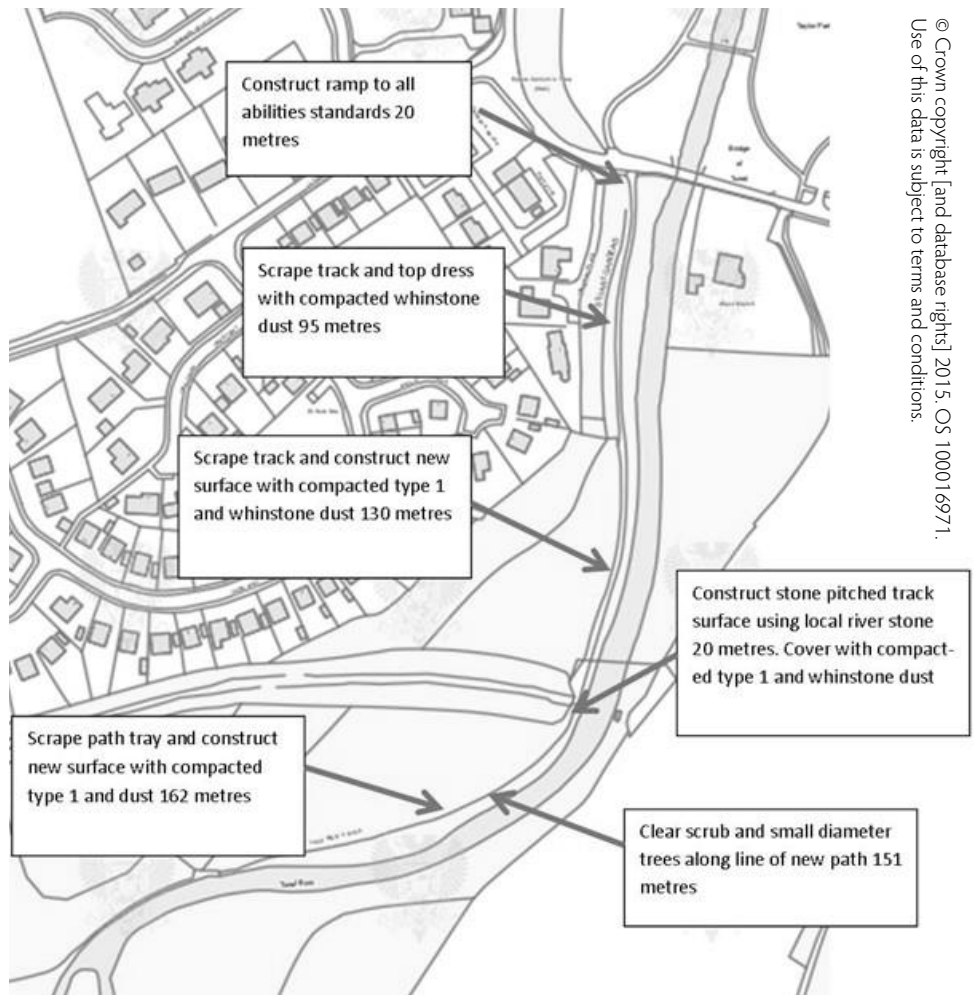 Construct ramp to all
abilities standards 20
metres
Scrape track and top dress
with compacted whinstone
dust 95 metres
Scrape track and construct new
surface with compacted type 1
and whinstone dust 130 metres
Construct stone pitched track
surface using local river stone
20 metres. Cover with compact-
ed type 1 and whinstone dust
Scrape path tray and construct
new surface with compacted
type 1 and dust 162 metres
Clear scrub and small diameter
trees along line of new path 151
metres
© Crown copyright [and database rights] 2015. OS 100016971.
Use of this data is subject to terms and conditions.